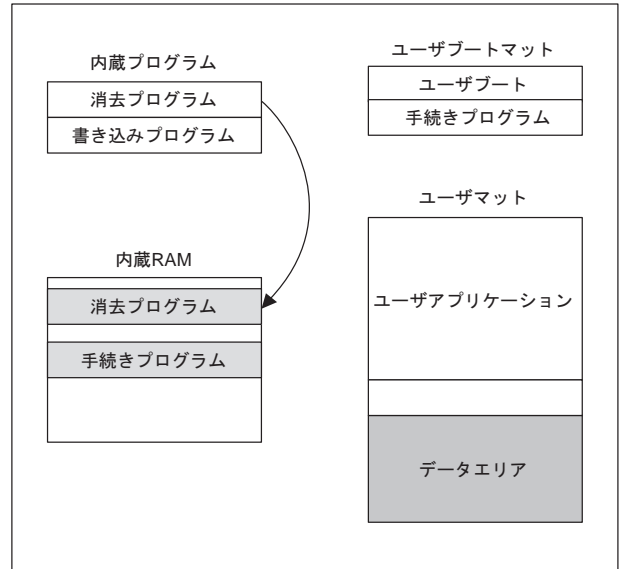 内蔵プログラム
消去プログラム
書き込みプログラム
ユーザブートマット
ユーザブート
手続きプログラム
内蔵RAM
消去プログラム
手続きプログラム
ユーザマット
ユーザアプリケーション
データエリア